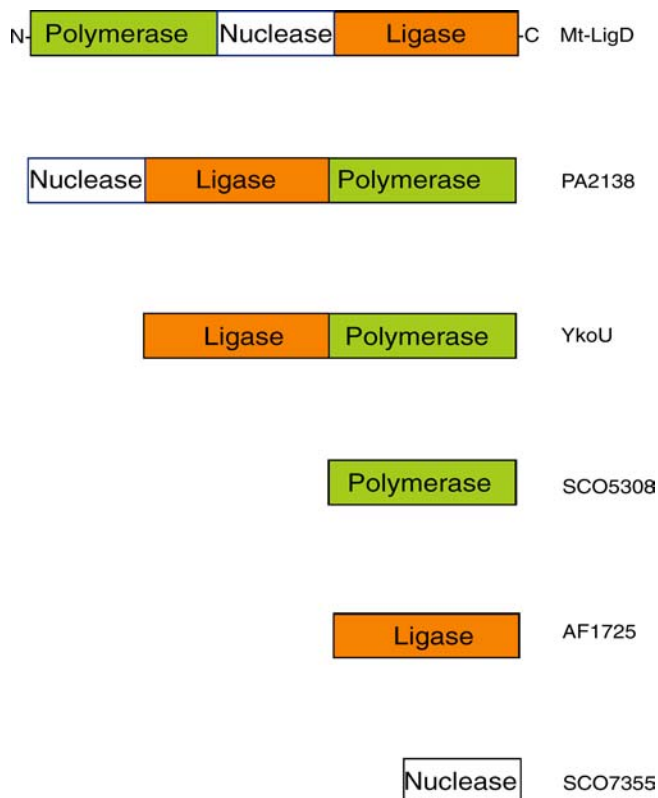 N- Polymerase Nuclease Ligase -C Mt-LigD
Nuclease Ligase Polymerase PA2138
Ligase Polymerase YkoU
Polymerase SCO5308
Ligase AF1725
Nuclease SCO7355